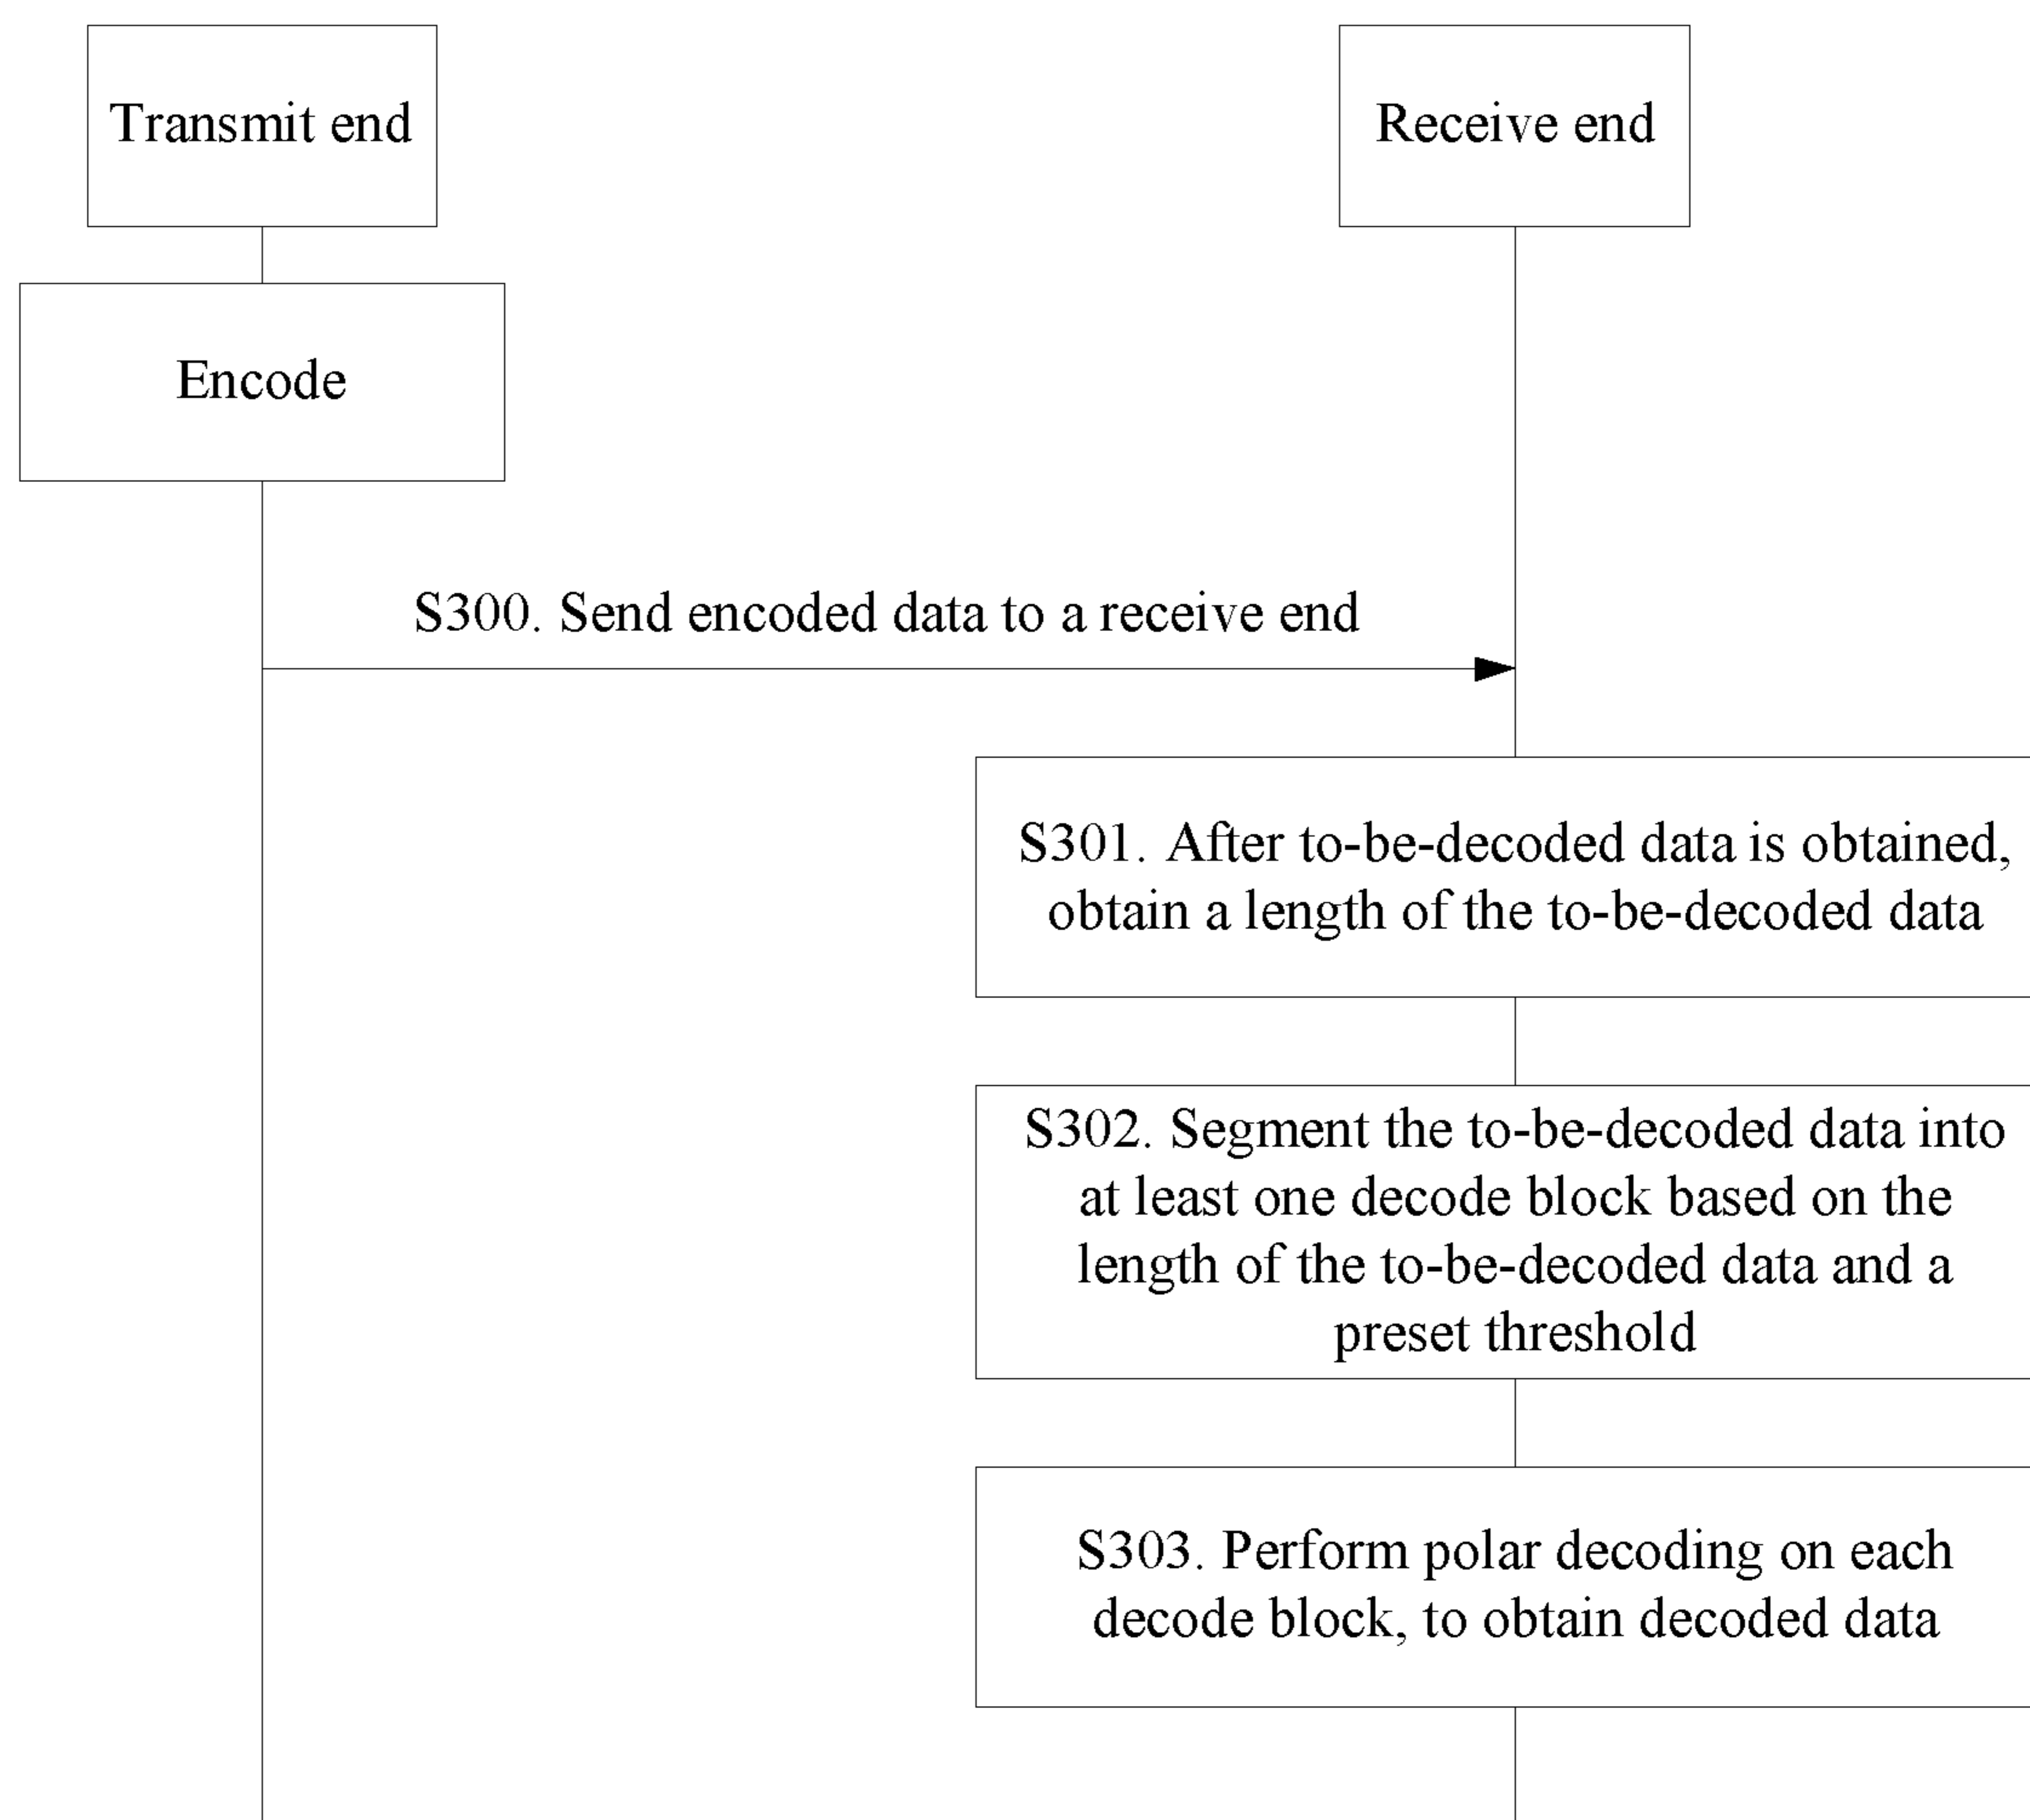 Transmit end
Receive end
Encode
S300. Send encoded data to a receive end
S301. After to-be-decoded data is obtained,
obtain a length of the to-be-decoded data
S302. Segment the to-be-decoded data into
at least one decode block based on the
length of the to-be-decoded data and a
preset threshold
S303. Perform polar decoding on each
decode block, to obtain decoded data